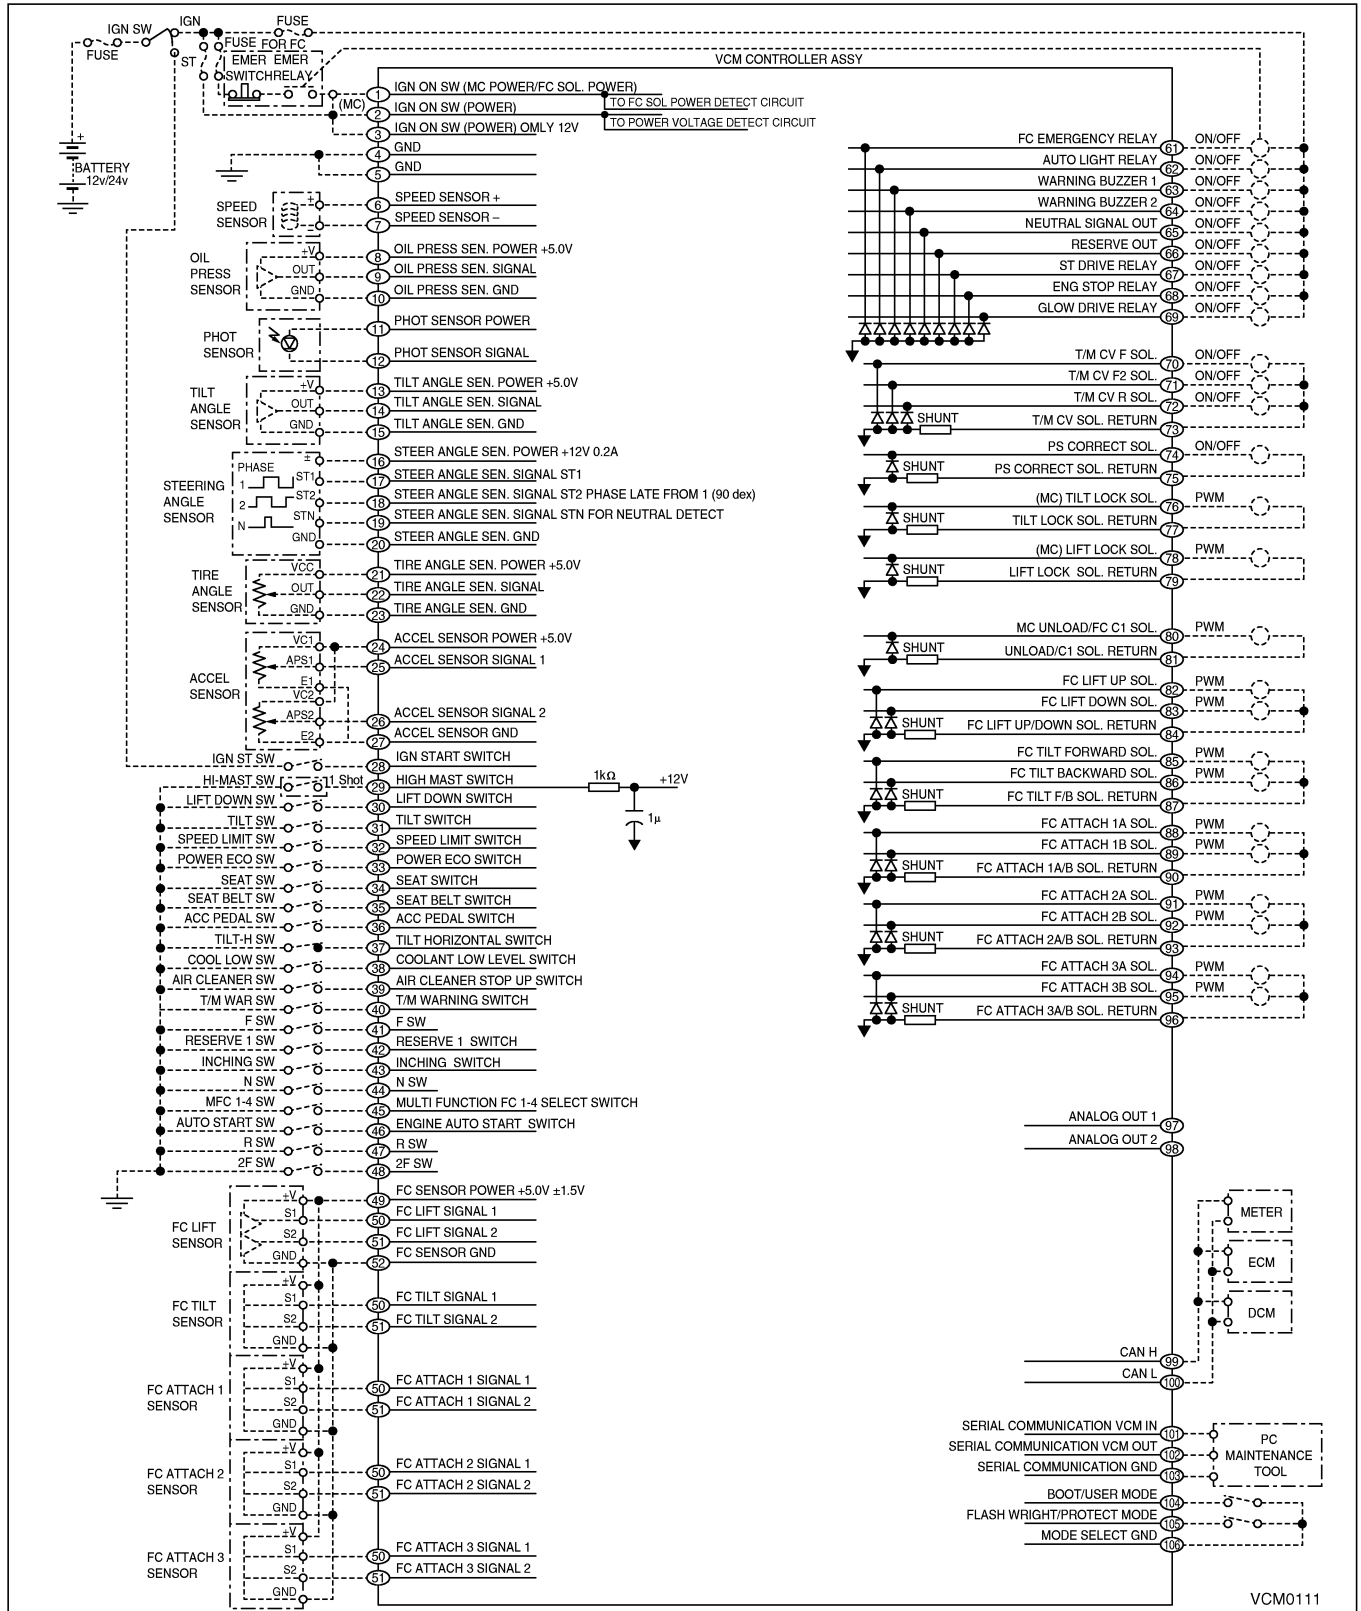 IGN SW
IGN
FUSE
FUSE
ST
FUSE
FOR FC
EMER EMER
SWITCHRELAY
(MC)
+
BATTERY
12v/24v
VCM CONTROLLER ASSY
1 IGN ON SW (MC POWER/FC SOL. POWER)
TO FC SOL POWER DETECT CIRCUIT
2 IGN ON SW (POWER)
TO POWER VOLTAGE DETECT CIRCUIT
3 IGN ON SW (POWER) OMLY 12V
4 GND
5 GND
SPEED
SENSOR
+ 6 SPEED SENSOR +
– 7 SPEED SENSOR –
OIL
PRESS
SENSOR
+V 8 OIL PRESS SEN. POWER +5.0V
OUT 9 OIL PRESS SEN. SIGNAL
GND 10 OIL PRESS SEN. GND
PHOT
SENSOR
11 PHOT SENSOR POWER
12 PHOT SENSOR SIGNAL
TILT
ANGLE
SENSOR
+V 13 TILT ANGLE SEN. POWER +5.0V
OUT 14 TILT ANGLE SEN. SIGNAL
GND 15 TILT ANGLE SEN. GND
STEERING
ANGLE
SENSOR
PHASE
1
2
N
± 16 STEER ANGLE SEN. POWER +12V 0.2A
ST1 17 STEER ANGLE SEN. SIGNAL ST1
ST2 18 STEER ANGLE SEN. SIGNAL ST2 PHASE LATE FROM 1 (90 dex)
STN 19 STEER ANGLE SEN. SIGNAL STN FOR NEUTRAL DETECT
GND 20 STEER ANGLE SEN. GND
TIRE
ANGLE
SENSOR
VCC 21 TIRE ANGLE SEN. POWER +5.0V
OUT 22 TIRE ANGLE SEN. SIGNAL
GND 23 TIRE ANGLE SEN. GND
ACCEL
SENSOR
VC1 24 ACCEL SENSOR POWER +5.0V
APS1 25 ACCEL SENSOR SIGNAL 1
E1
VC2
APS2 26 ACCEL SENSOR SIGNAL 2
E2 27 ACCEL SENSOR GND
IGN ST SW 28 IGN START SWITCH
HI-MAST SW 1 Shot 29 HIGH MAST SWITCH 1kΩ +12V
1μ
LIFT DOWN SW 30 LIFT DOWN SWITCH
TILT SW 31 TILT SWITCH
SPEED LIMIT SW 32 SPEED LIMIT SWITCH
POWER ECO SW 33 POWER ECO SWITCH
SEAT SW 34 SEAT SWITCH
SEAT BELT SW 35 SEAT BELT SWITCH
ACC PEDAL SW 36 ACC PEDAL SWITCH
TILT-H SW 37 TILT HORIZONTAL SWITCH
COOL LOW SW 38 COOLANT LOW LEVEL SWITCH
AIR CLEANER SW 39 AIR CLEANER STOP UP SWITCH
T/M WAR SW 40 T/M WARNING SWITCH
F SW 41 F SW
RESERVE 1 SW 42 RESERVE 1 SWITCH
INCHING SW 43 INCHING SWITCH
N SW 44 N SW
MFC 1-4 SW 45 MULTI FUNCTION FC 1-4 SELECT SWITCH
AUTO START SW 46 ENGINE AUTO START SWITCH
R SW 47 R SW
2F SW 48 2F SW
FC LIFT
SENSOR
+V 49 FC SENSOR POWER +5.0V ±1.5V
S1 50 FC LIFT SIGNAL 1
S2 51 FC LIFT SIGNAL 2
GND 52 FC SENSOR GND
FC TILT
SENSOR
+V
S1 50 FC TILT SIGNAL 1
S2 51 FC TILT SIGNAL 2
GND
FC ATTACH 1
SENSOR
+V
S1 50 FC ATTACH 1 SIGNAL 1
S2 51 FC ATTACH 1 SIGNAL 2
GND
FC ATTACH 2
SENSOR
+V
S1 50 FC ATTACH 2 SIGNAL 1
S2 51 FC ATTACH 2 SIGNAL 2
GND
FC ATTACH 3
SENSOR
+V
S1 50 FC ATTACH 3 SIGNAL 1
S2 51 FC ATTACH 3 SIGNAL 2
GND
FC EMERGENCY RELAY 61 ON/OFF
AUTO LIGHT RELAY 62 ON/OFF
WARNING BUZZER 1 63 ON/OFF
WARNING BUZZER 2 64 ON/OFF
NEUTRAL SIGNAL OUT 65 ON/OFF
RESERVE OUT 66 ON/OFF
ST DRIVE RELAY 67 ON/OFF
ENG STOP RELAY 68 ON/OFF
GLOW DRIVE RELAY 69 ON/OFF
T/M CV F SOL. 70 ON/OFF
T/M CV F2 SOL. 71 ON/OFF
T/M CV R SOL. 72 ON/OFF
SHUNT T/M CV SOL. RETURN 73
PS CORRECT SOL. 74 ON/OFF
SHUNT PS CORRECT SOL. RETURN 75
(MC) TILT LOCK SOL. 76 PWM
SHUNT TILT LOCK SOL. RETURN 77
(MC) LIFT LOCK SOL. 78 PWM
SHUNT LIFT LOCK SOL. RETURN 79
MC UNLOAD/FC C1 SOL. 80 PWM
SHUNT UNLOAD/C1 SOL. RETURN 81
FC LIFT UP SOL. 82 PWM
FC LIFT DOWN SOL. 83 PWM
SHUNT FC LIFT UP/DOWN SOL. RETURN 84
FC TILT FORWARD SOL. 85 PWM
FC TILT BACKWARD SOL. 86 PWM
SHUNT FC TILT F/B SOL. RETURN 87
FC ATTACH 1A SOL. 88 PWM
FC ATTACH 1B SOL. 89 PWM
SHUNT FC ATTACH 1A/B SOL. RETURN 90
FC ATTACH 2A SOL. 91 PWM
FC ATTACH 2B SOL. 92 PWM
SHUNT FC ATTACH 2A/B SOL. RETURN 93
FC ATTACH 3A SOL. 94 PWM
FC ATTACH 3B SOL. 95 PWM
SHUNT FC ATTACH 3A/B SOL. RETURN 96
ANALOG OUT 1 97
ANALOG OUT 2 98
METER
ECM
DCM
CAN H 99
CAN L 100
SERIAL COMMUNICATION VCM IN 101
SERIAL COMMUNICATION VCM OUT 102
SERIAL COMMUNICATION GND 103
PC
MAINTENANCE
TOOL
BOOT/USER MODE 104
FLASH WRIGHT/PROTECT MODE 105
MODE SELECT GND 106
VCM0111